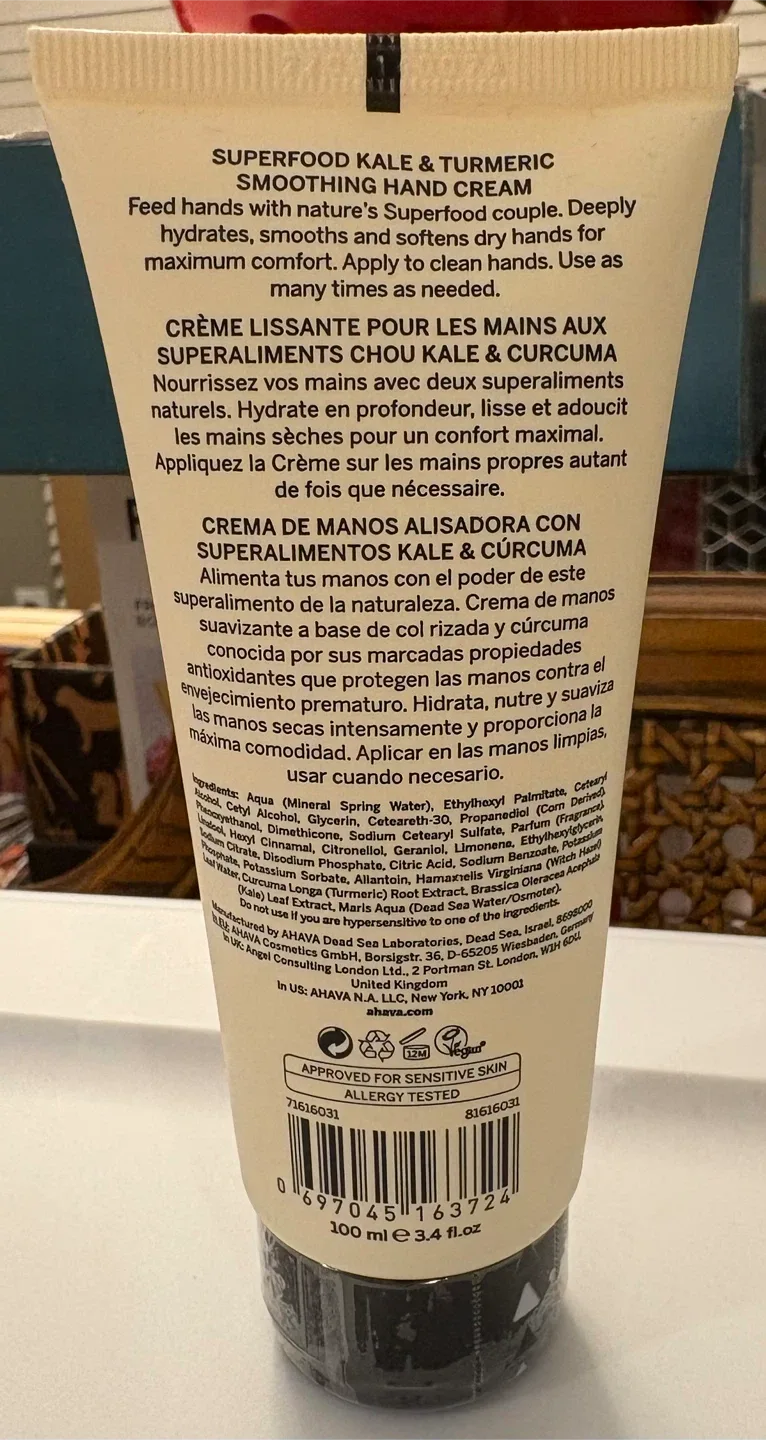 SUPERFOOD KALE & TURMERIC
SMOOTHING HAND CREAM
Feed hands with nature's Superfood couple. Deeply
hydrates, smooths and softens dry hands for
maximum comfort. Apply to clean hands. Use as
many times as needed.
CRÈME LISSANTE POUR LES MAINS AUX
SUPERALIMENTS CHOU KALE & CURCUMA
Nourrissez vos mains avec deux superaliments
naturels. Hydrate en profondeur, lisse et adoucit
les mains sèches pour un confort maximal.
Appliquez la Crème sur les mains propres autant
de fois que nécessaire.
CREMA DE MANOS ALISADORA CON
SUPERALIMENTOS KALE & CÚRCUMA
Alimenta tus manos con el poder de este
superalimento de la naturaleza. Crema de manos
suavizante a base de col rizada y cúrcuma
conocida por sus marcadas propiedades
antioxidantes que protegen las manos contra el
envejecimiento prematuro. Hidrata, nutre y suaviza
las manos secas intensamente y proporciona la
máxima comodidad. Aplicar en las manos limpias,
usar cuando necesario.
Ingredients: Aqua (Mineral Spring Water), Ethylhexyl Palmitate, Cetearyl
Alcohol, Cetyl Alcohol, Glycerin, Ceteareth-30, Propanediol (Corn Derived),
Phenoxyethanol, Dimethicone, Sodium Cetearyl Sulfate, Parfum (Fragrance),
Linalool, Hexyl Cinnamal, Citronellol, Geraniol, Limonene, Ethylhexylglycerin,
Sodium Citrate, Disodium Phosphate, Citric Acid, Sodium Benzoate, Potassium
Phosphate, Potassium Sorbate, Allantoin, Hamamelis Virginiana (Witch Hazel)
Leaf Water, Curcuma Longa (Turmeric) Root Extract, Brassica Oleracea Acephala
(Kale) Leaf Extract, Maris Aqua (Dead Sea Water/Osmoter).
Do not use if you are hypersensitive to one of the ingredients.
Manufactured by AHAVA Dead Sea Laboratories, Dead Sea, Israel, 8698000
In EU: AHAVA Cosmetics GmbH, Borsigstr. 36, D-65205 Wiesbaden, Germany
In UK: Angel Consulting London Ltd., 2 Portman St. London, W1H 6DU,
United Kingdom
In US: AHAVA N.A. LLC, New York, NY 10001
ahava.com
12M Vegan
APPROVED FOR SENSITIVE SKIN
ALLERGY TESTED
71616031 81616031
0 697045 163724
100 ml e 3.4 fl.oz